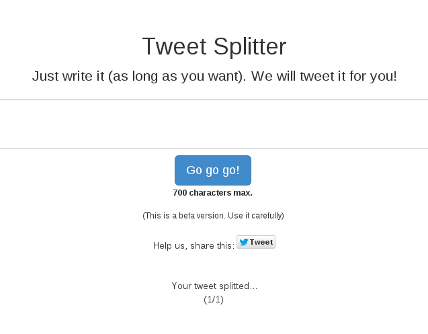 Tweet Splitter
Just write it (as long as you want). We will tweet it for you!
Go go go!
700 characters max.
(This is a beta version. Use it carefully)
Help us, share this: Tweet
Your tweet splitted...
(1/1)